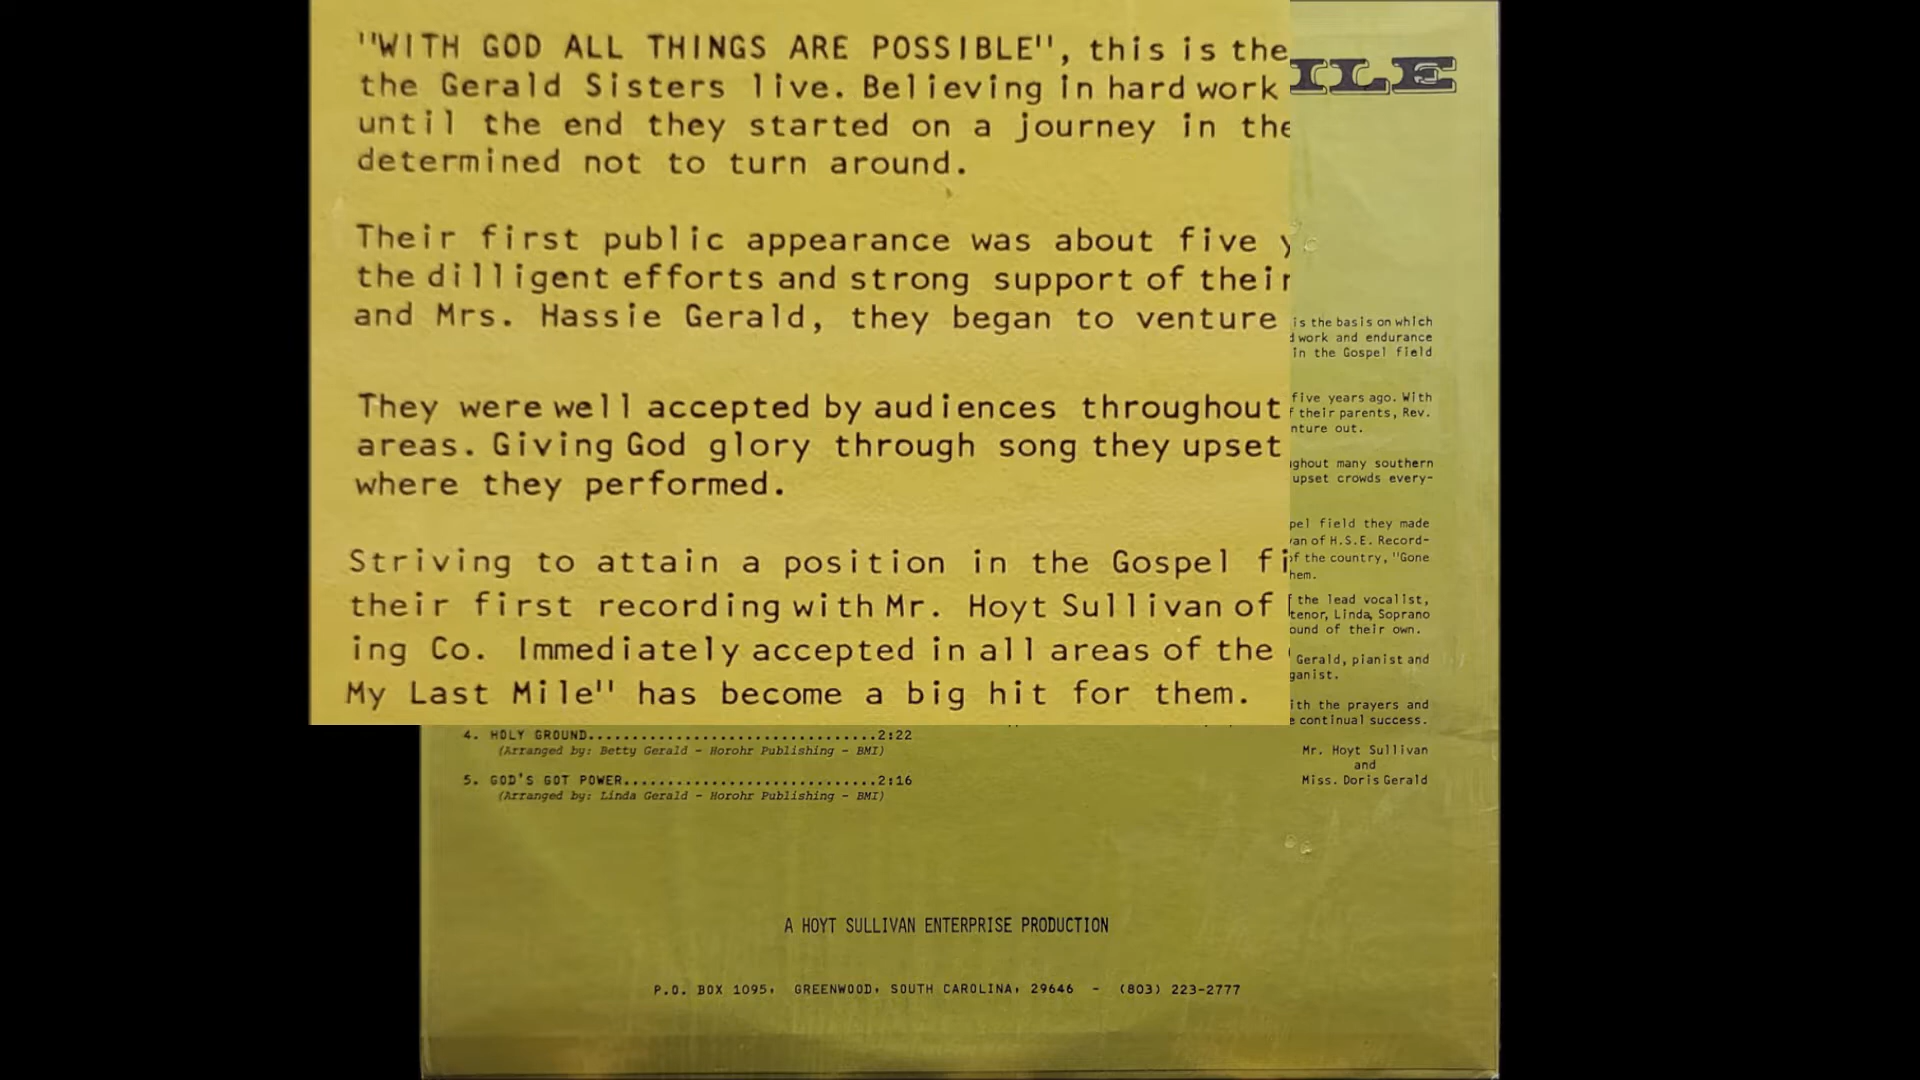 "WITH GOD ALL THINGS ARE POSSIBLE", this is the
the Gerald Sisters live. Believing in hard work
until the end they started on a journey in the
determined not to turn around.
Their first public appearance was about five y
the dilligent efforts and strong support of their
and Mrs. Hassie Gerald, they began to venture
They were well accepted by audiences throughout
areas. Giving God glory through song they upset
where they performed.
Striving to attain a position in the Gospel fi
their first recording with Mr. Hoyt Sullivan of
ing Co. Immediately accepted in all areas of the
My Last Mile" has become a big hit for them.
ILE
is the basis on which
work and endurance
in the Gospel field
five years ago. With
their parents, Rev.
nture out.
ghout many southern
upset crowds every-
pel field they made
van of H.S.E. Record-
of the country, "Gone
hem.
the lead vocalist,
tenor, Linda, Soprano
ound of their own.
Gerald, pianist and
ganist.
ith the prayers and
e continual success.
Mr. Hoyt Sullivan
and
Miss. Doris Gerald
4. HOLY GROUND................................2:22
(Arranged by: Betty Gerald - Horohr Publishing - BMI)
5. GOD'S GOT POWER............................2:16
(Arranged by: Linda Gerald - Horohr Publishing - BMI)
A HOYT SULLIVAN ENTERPRISE PRODUCTION
P.O. BOX 1095, GREENWOOD, SOUTH CAROLINA, 29646 - (803) 223-2777